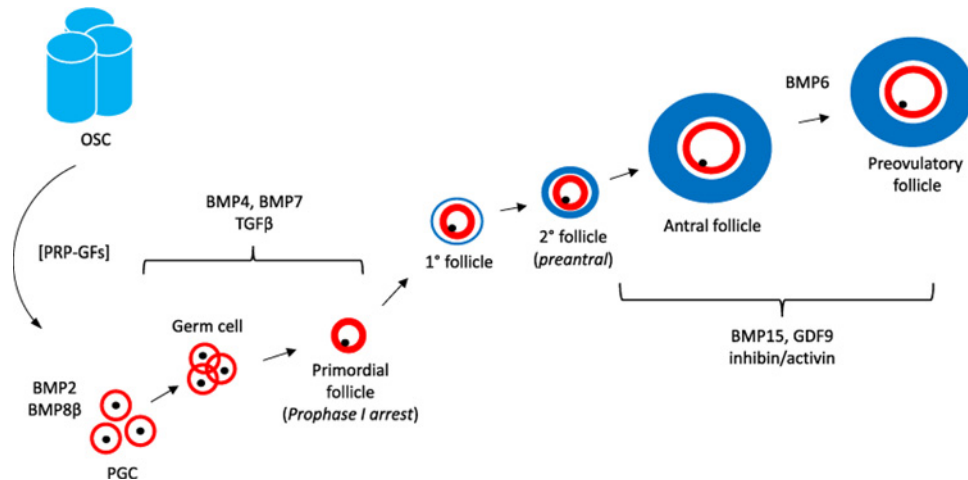 OSC
[PRP-GFs]
BMP2
BMP8β
PGC
Germ cell
BMP4, BMP7
TGFβ
Primordial
follicle
(Prophase I arrest)
1° follicle
2° follicle
(preantral)
Antral follicle
BMP6
Preovulatory
follicle
BMP15, GDF9
inhibin/activin